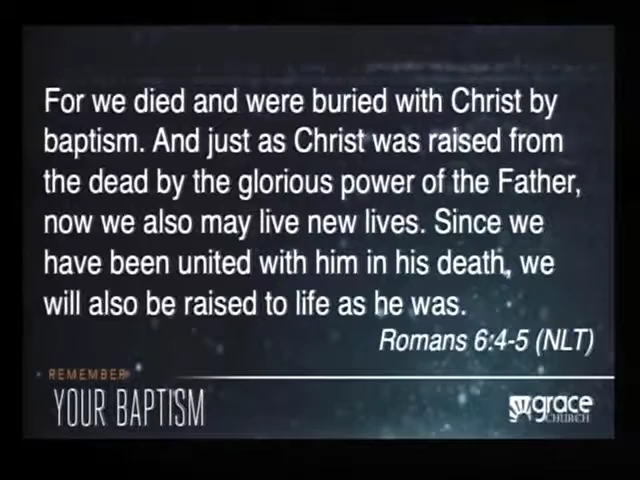 For we died and were buried with Christ by
baptism. And just as Christ was raised from
the dead by the glorious power of the Father,
now we also may live new lives. Since we
have been united with him in his death, we
will also be raised to life as he was.
Romans 6:4-5 (NLT)
REMEMBER
YOUR BAPTISM
grace
CHURCH